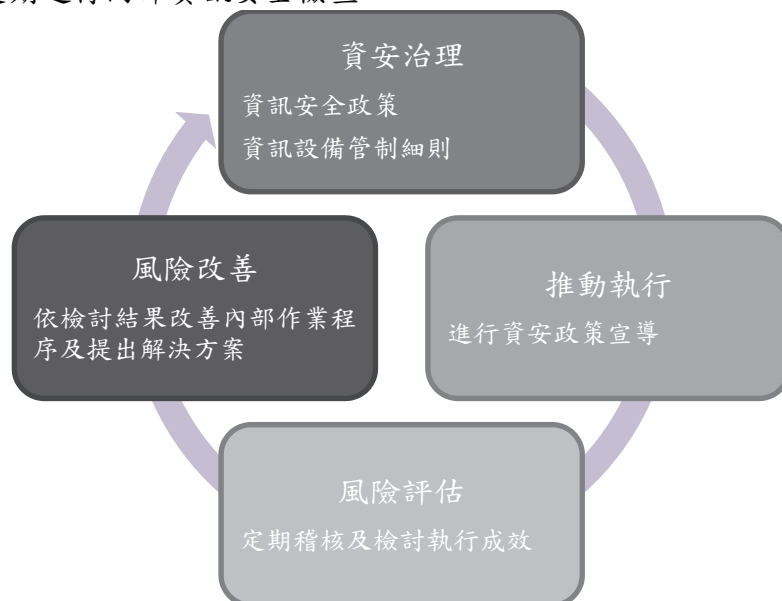 資安治理
資訊安全政策
資訊設備管制細則
風險改善
依檢討結果改善內部作業程
序及提出解決方案
推動執行
進行資安政策宣導
風險評估
定期稽核及檢討執行成效